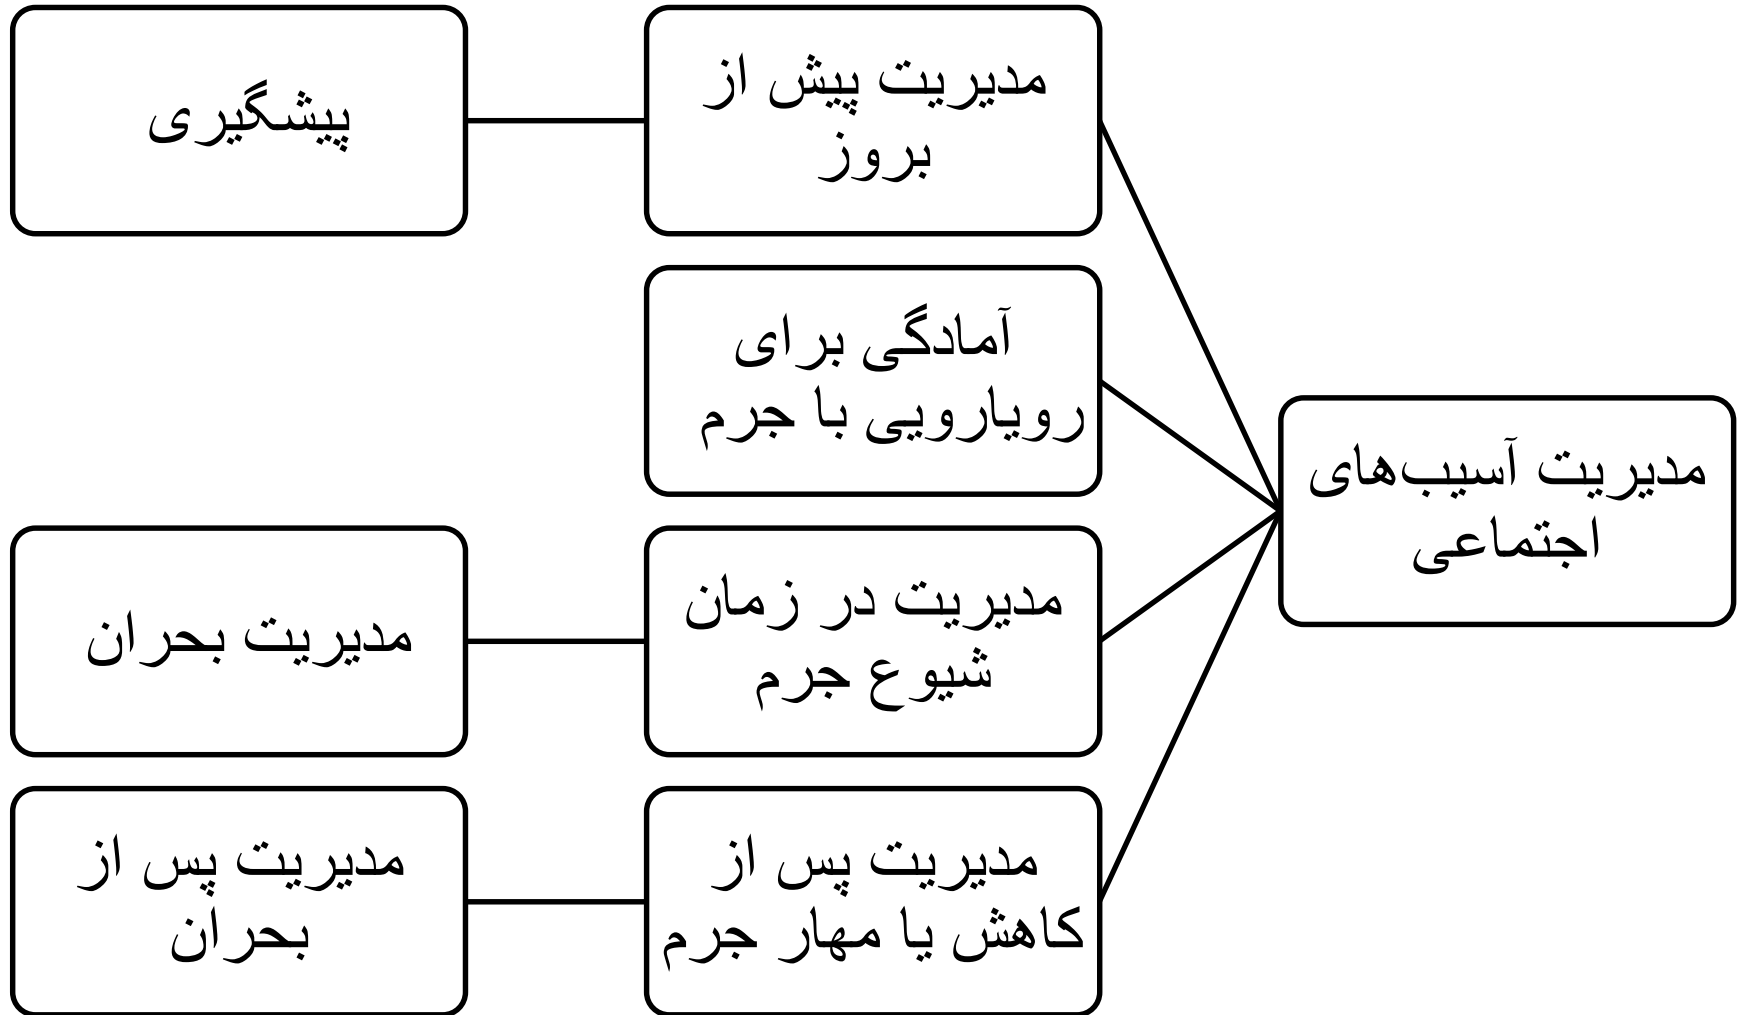 مدیریت آسیب‌های
اجتماعی
مدیریت پیش از
بروز
پیشگیری
آمادگی برای
رویارویی با جرم
مدیریت در زمان
شیوع جرم
مدیریت بحران
مدیریت پس از
کاهش یا مهار جرم
مدیریت پس از
بحران